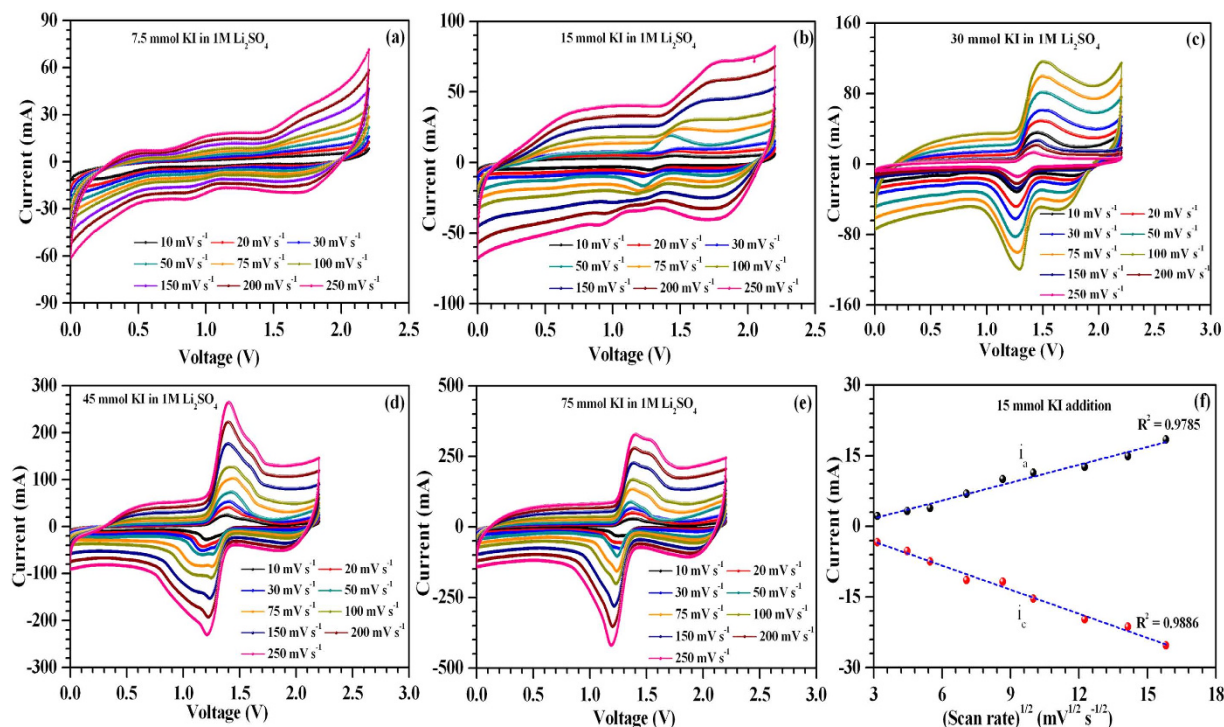 7.5 mmol KI in 1M Li₂SO₄
(a)
Current (mA)
90
60
30
0
-30
-60
-90
10 mV s⁻¹ 20 mV s⁻¹ 30 mV s⁻¹
50 mV s⁻¹ 75 mV s⁻¹ 100 mV s⁻¹
150 mV s⁻¹ 200 mV s⁻¹ 250 mV s⁻¹
0.0 0.5 1.0 1.5 2.0 2.5
Voltage (V)
15 mmol KI in 1M Li₂SO₄
(b)
Current (mA)
100
50
0
-50
-100
10 mV s⁻¹ 20 mV s⁻¹ 30 mV s⁻¹
50 mV s⁻¹ 75 mV s⁻¹ 100 mV s⁻¹
150 mV s⁻¹ 200 mV s⁻¹ 250 mV s⁻¹
0.0 0.5 1.0 1.5 2.0 2.5
Voltage (V)
30 mmol KI in 1M Li₂SO₄
(c)
Current (mA)
160
80
0
-80
-160
10 mV s⁻¹ 20 mV s⁻¹
30 mV s⁻¹ 50 mV s⁻¹
75 mV s⁻¹ 100 mV s⁻¹
150 mV s⁻¹ 200 mV s⁻¹
250 mV s⁻¹
0.0 0.5 1.0 1.5 2.0 2.5 3.0
Voltage (V)
45 mmol KI in 1M Li₂SO₄
(d)
Current (mA)
300
200
100
0
-100
-200
-300
10 mV s⁻¹ 20 mV s⁻¹
30 mV s⁻¹ 50 mV s⁻¹
75 mV s⁻¹ 100 mV s⁻¹
150 mV s⁻¹ 200 mV s⁻¹
250 mV s⁻¹
0.0 0.5 1.0 1.5 2.0 2.5 3.0
Voltage (V)
75 mmol KI in 1M Li₂SO₄
(e)
Current (mA)
500
250
0
-250
-500
10 mV s⁻¹ 20 mV s⁻¹
30 mV s⁻¹ 50 mV s⁻¹
75 mV s⁻¹ 100 mV s⁻¹
150 mV s⁻¹ 200 mV s⁻¹
250 mV s⁻¹
0.0 0.5 1.0 1.5 2.0 2.5 3.0
Voltage (V)
15 mmol KI addition
(f)
R² = 0.9785
iₐ
Current (mA)
30
15
0
-15
-30
i_c
R² = 0.9886
3 6 9 12 15 18
(Scan rate)¹ᐟ² (mV¹ᐟ² s⁻¹ᐟ²)